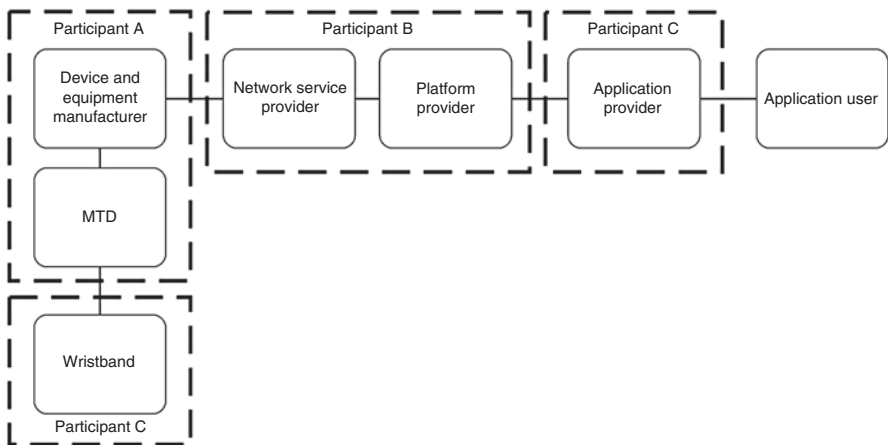 Participant A
Device and
equipment
manufacturer
MTD
Participant B
Network service
provider
Platform
provider
Participant C
Application
provider
Application user
Wristband
Participant C